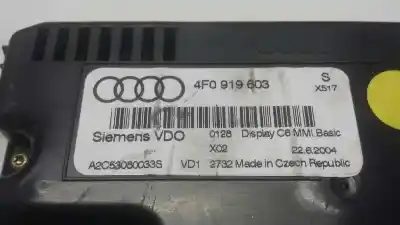 4F0 919 603
S
X517
Siemens VDO
0128 Display C6 MMI Basic
X02 22.6.2004
A2C53080033S VD1 2732 Made in Czech Republic